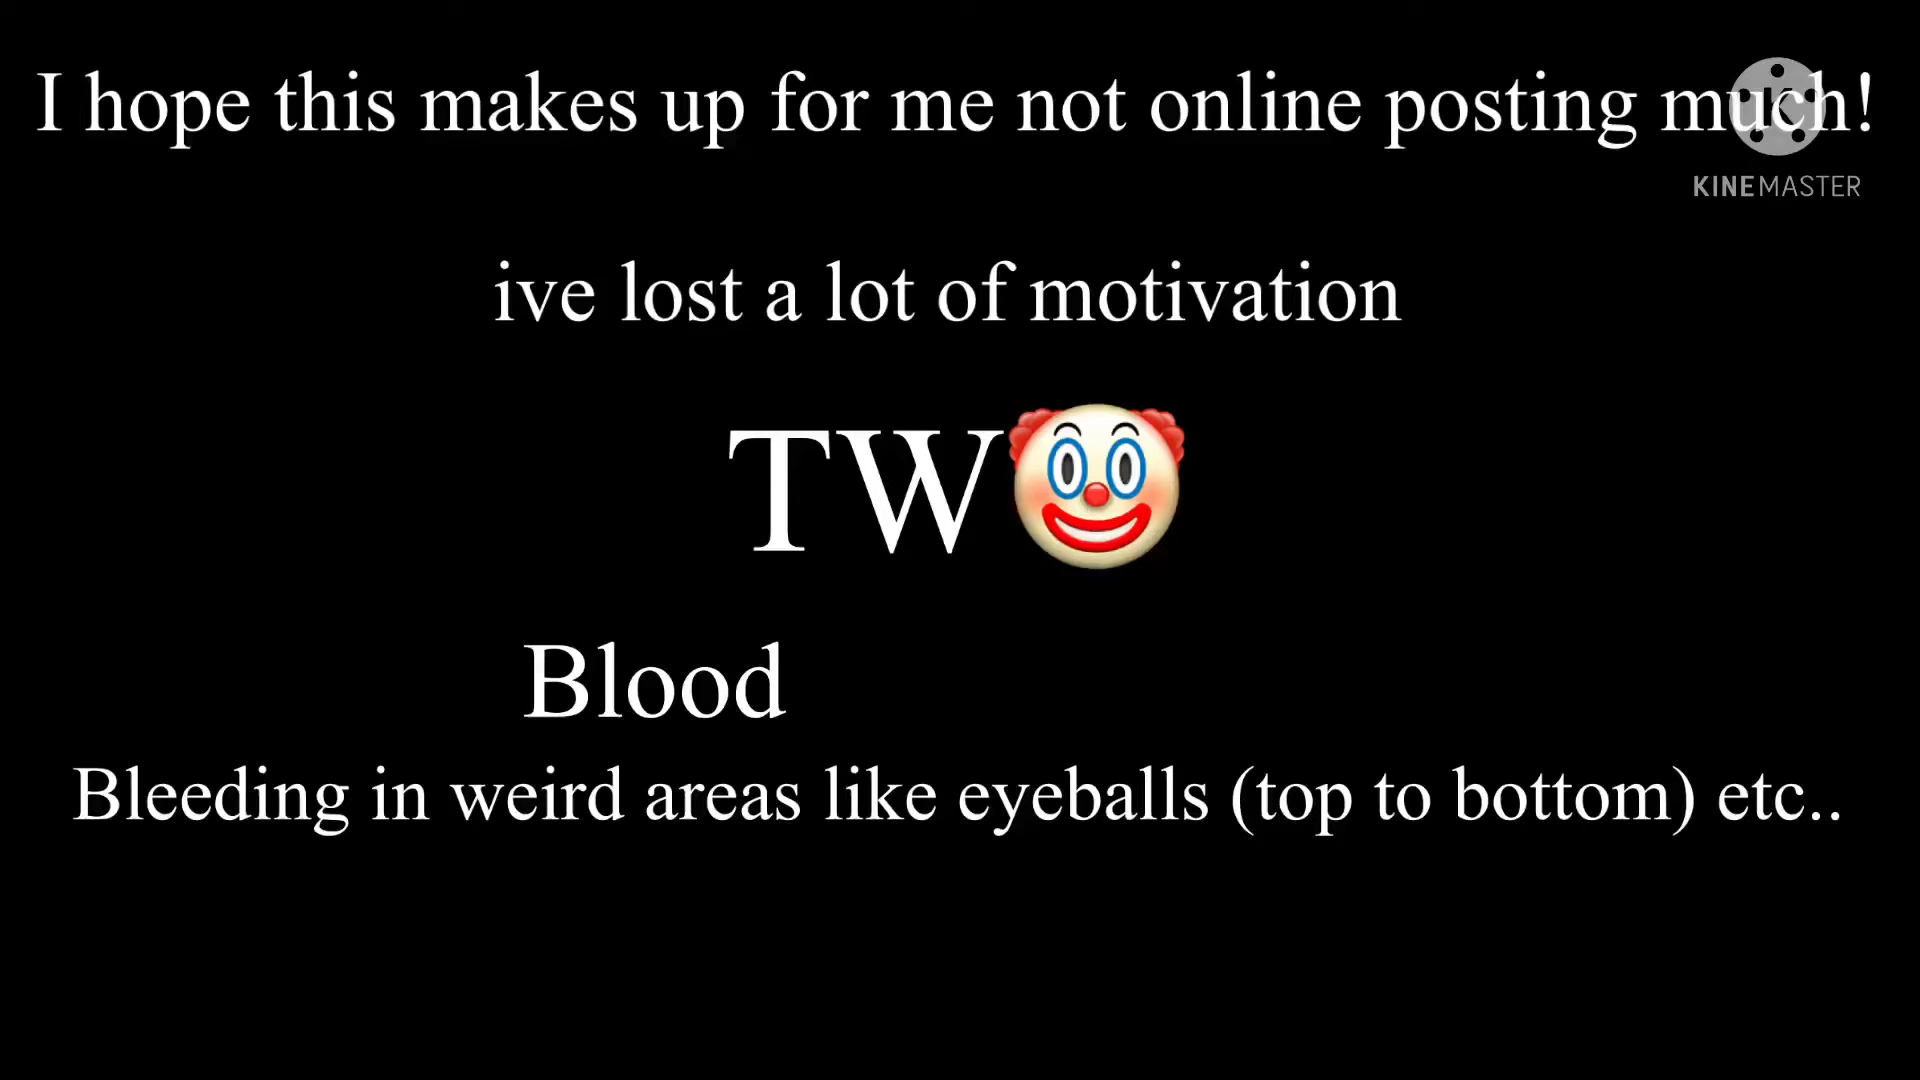 I hope this makes up for me not online posting much!
KINEMASTER
ive lost a lot of motivation
TW🤡
Blood
Bleeding in weird areas like eyeballs (top to bottom) etc..